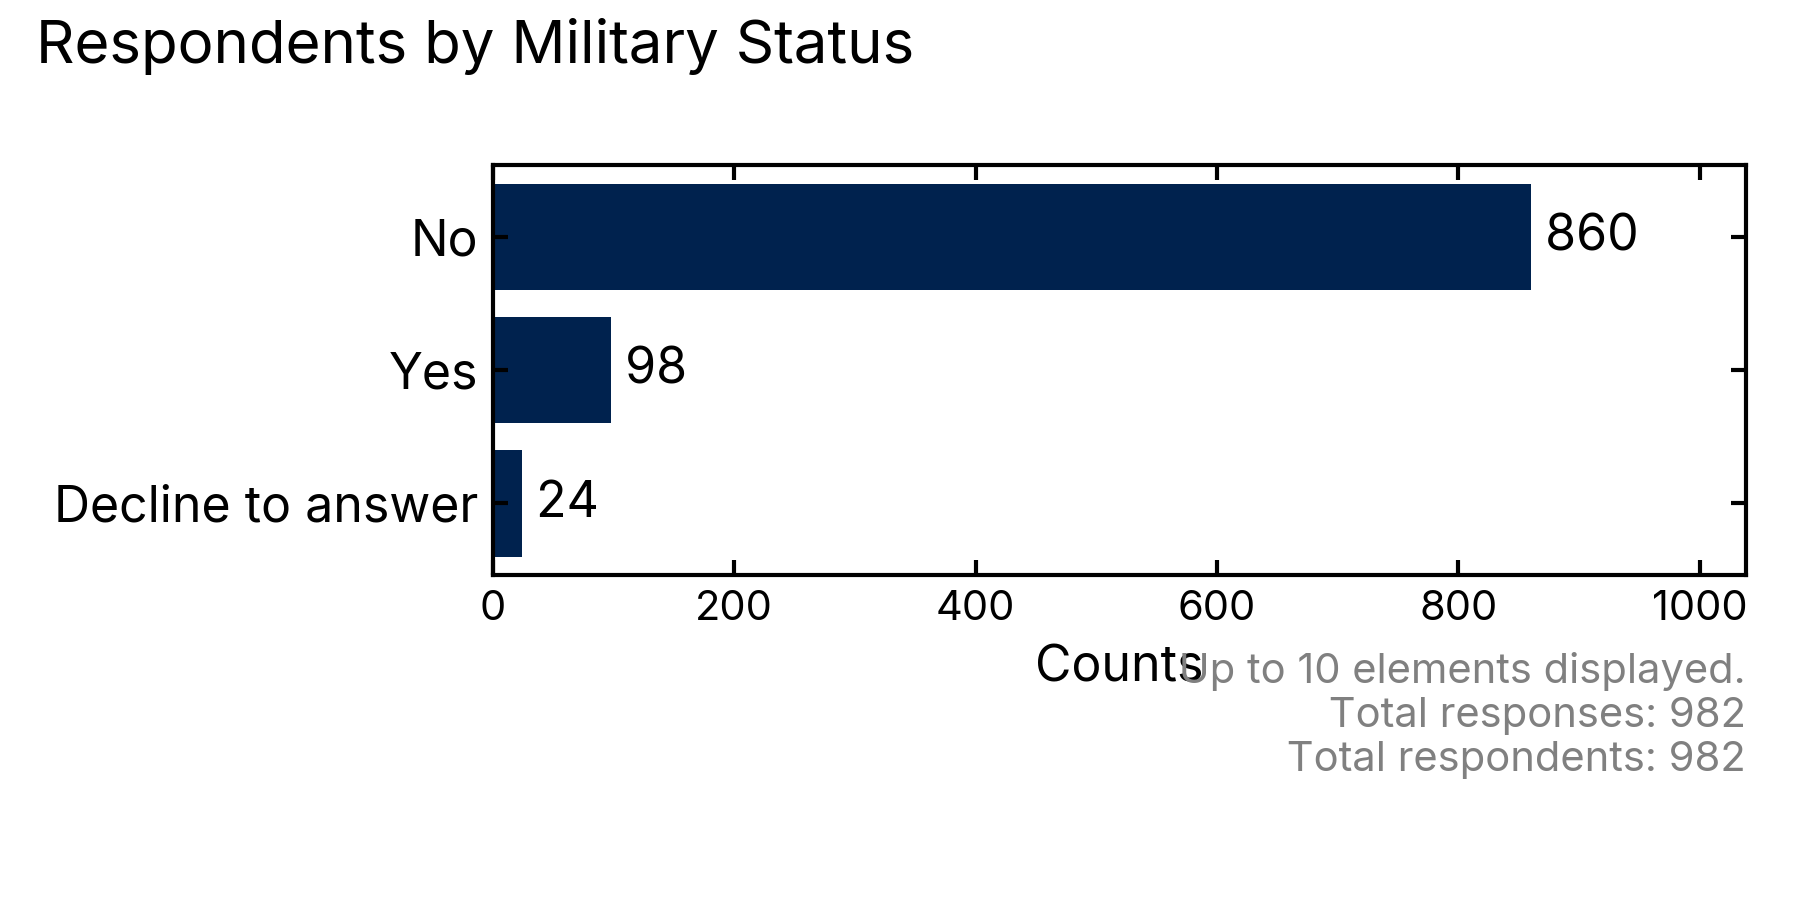 Respondents by Military Status
No
860
Yes
98
Decline to answer
24
0 200 400 600 800 1000
Counts
Up to 10 elements displayed.
Total responses: 982
Total respondents: 982